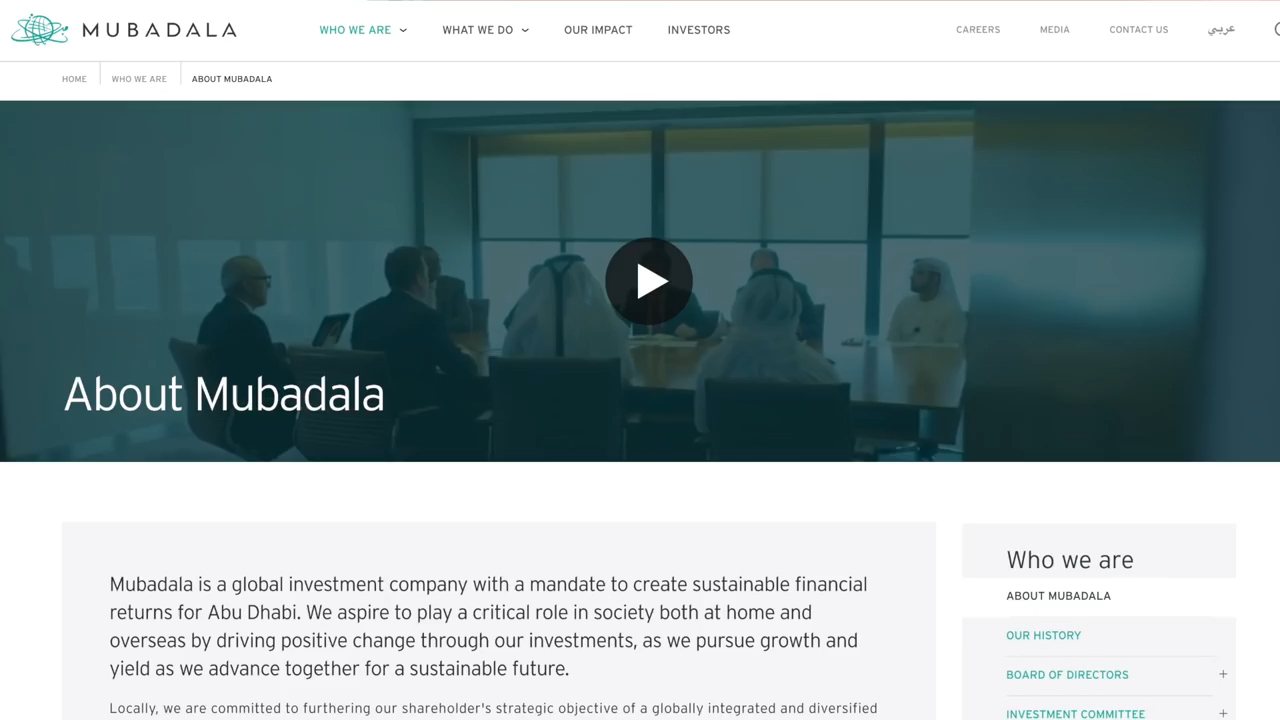 MUBADALA
WHO WE ARE
WHAT WE DO
OUR IMPACT
INVESTORS
CAREERS
MEDIA
CONTACT US
عربي
HOME
WHO WE ARE
ABOUT MUBADALA
About Mubadala
Mubadala is a global investment company with a mandate to create sustainable financial
returns for Abu Dhabi. We aspire to play a critical role in society both at home and
overseas by driving positive change through our investments, as we pursue growth and
yield as we advance together for a sustainable future.
Locally, we are committed to furthering our shareholder's strategic objective of a globally integrated and diversified
Who we are
ABOUT MUBADALA
OUR HISTORY
BOARD OF DIRECTORS +
INVESTMENT COMMITTEE +